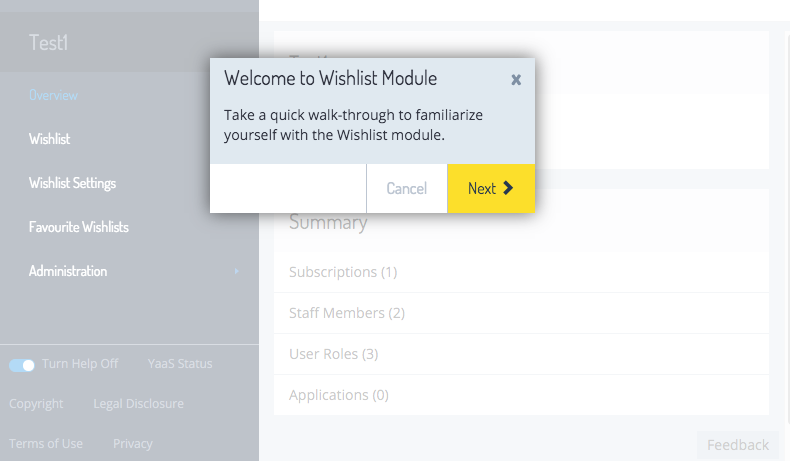 Test1
Overview
Wishlist
Wishlist Settings
Favourite Wishlists
Administration
Turn Help Off YaaS Status
Copyright Legal Disclosure
Terms of Use Privacy
Welcome to Wishlist Module
Take a quick walk-through to familiarize
yourself with the Wishlist module.
Cancel Next
Summary
Subscriptions (1)
Staff Members (2)
User Roles (3)
Applications (0)
Feedback